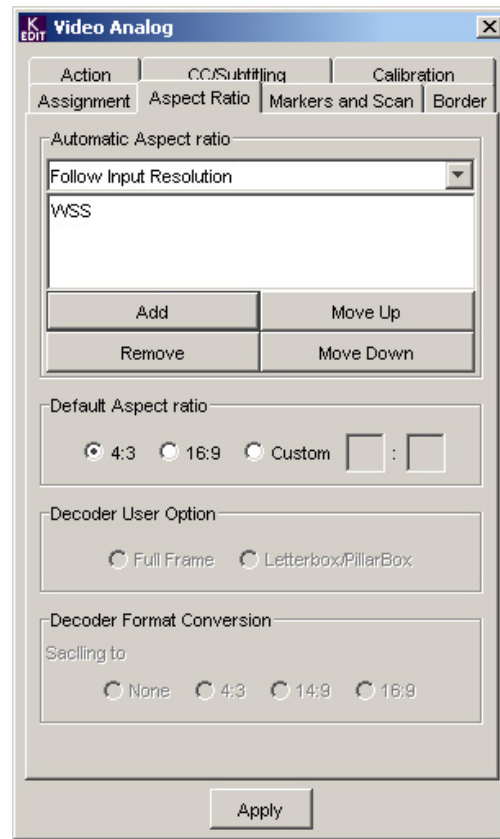 K EDIT Video Analog
Action CC/Subtitling Calibration
Assignment Aspect Ratio Markers and Scan Border
Automatic Aspect ratio
Follow Input Resolution
WSS
Add Move Up
Remove Move Down
Default Aspect ratio
4:3 16:9 Custom :
Decoder User Option
Full Frame Letterbox/PillarBox
Decoder Format Conversion
Saclling to
None 4:3 14:9 16:9
Apply